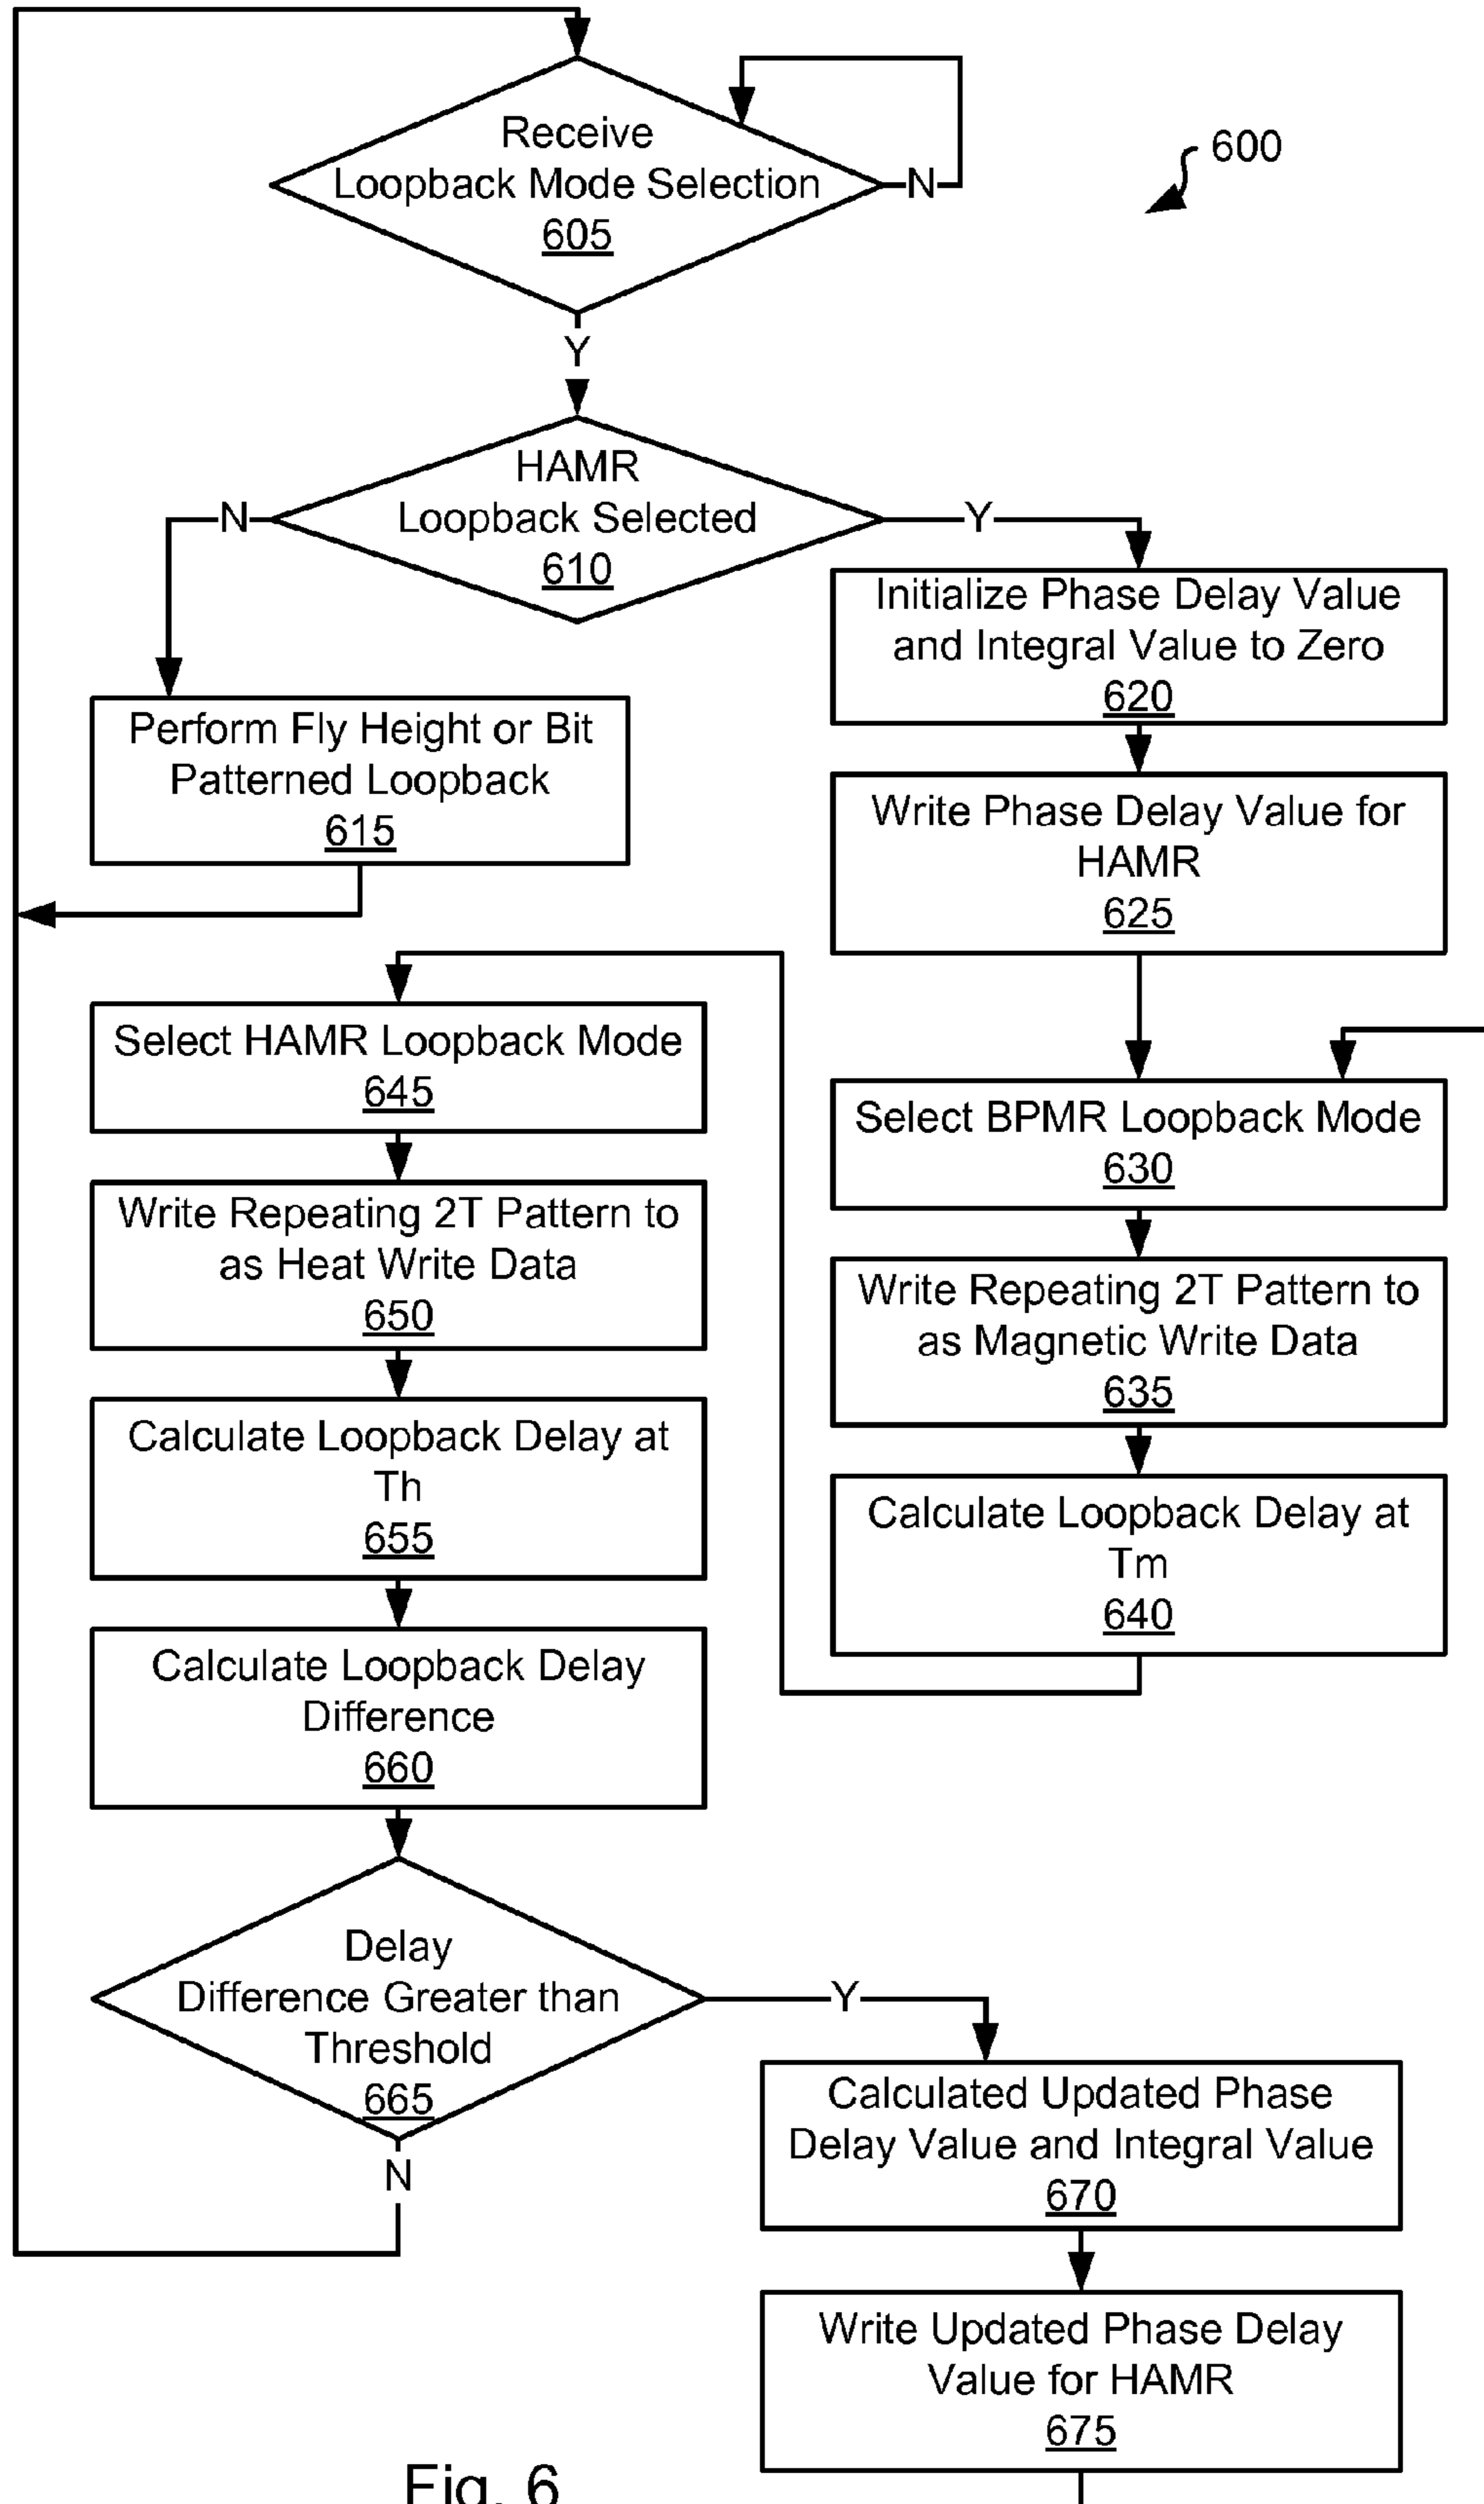 Receive
Loopback Mode Selection
605
N
600
Y
HAMR
Loopback Selected
610
N
Y
Initialize Phase Delay Value
and Integral Value to Zero
620
Perform Fly Height or Bit
Patterned Loopback
615
Write Phase Delay Value for
HAMR
625
Select BPMR Loopback Mode
630
Write Repeating 2T Pattern to
as Magnetic Write Data
635
Calculate Loopback Delay at
Tm
640
Select HAMR Loopback Mode
645
Write Repeating 2T Pattern to
as Heat Write Data
650
Calculate Loopback Delay at
Th
655
Calculate Loopback Delay
Difference
660
Delay
Difference Greater than
Threshold
665
Y
N
Calculated Updated Phase
Delay Value and Integral Value
670
Write Updated Phase Delay
Value for HAMR
675
Fig. 6